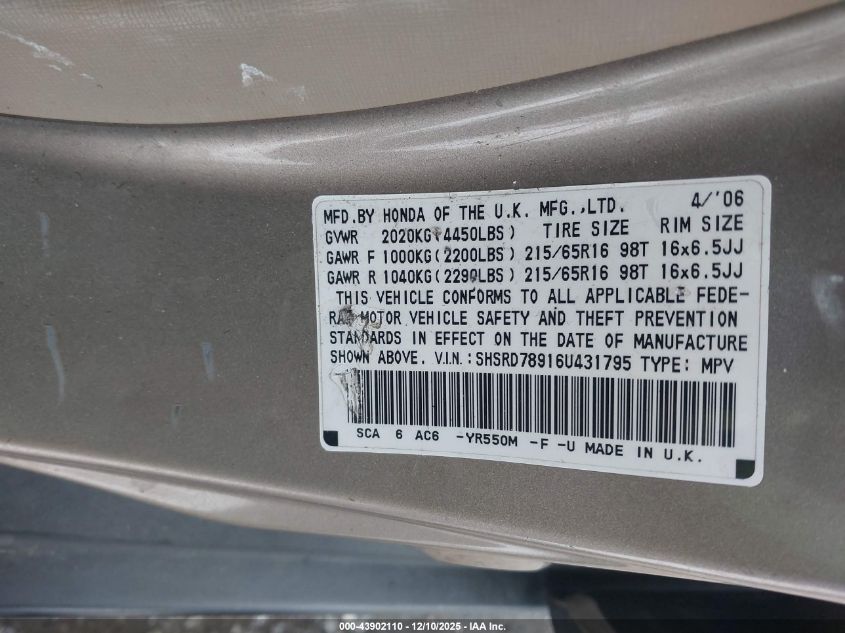 MFD.BY HONDA OF THE U.K. MFG.,LTD. 4/'06
GVWR 2020KG(4450LBS) TIRE SIZE RIM SIZE
GAWR F 1000KG(2200LBS) 215/65R16 98T 16x6.5JJ
GAWR R 1040KG(2290LBS) 215/65R16 98T 16x6.5JJ
THIS VEHICLE CONFORMS TO ALL APPLICABLE FEDE-
RAL MOTOR VEHICLE SAFETY AND THEFT PREVENTION
STANDARDS IN EFFECT ON THE DATE OF MANUFACTURE
SHOWN ABOVE. V.I.N.: SHSRD78916U431795 TYPE: MPV
SCA 6 AC6 -YR550M -F -U MADE IN U.K.
000-43902110 - 12/10/2025 - IAA Inc.